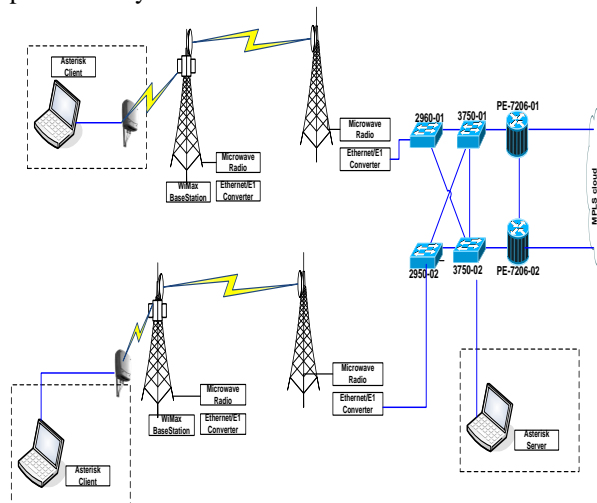 Asterisk
Client
Microwave
Radio
WiMax
BaseStation
Ethernet/E1
Converter
Microwave
Radio
Ethernet/E1
Converter
2960-01
3750-01
PE-7206-01
MPLS cloud
2950-02
3750-02
PE-7206-02
Microwave
Radio
WiMax
BaseStation
Ethernet/E1
Converter
Microwave
Radio
Ethernet/E1
Converter
Asterisk
Client
Asterisk
Server